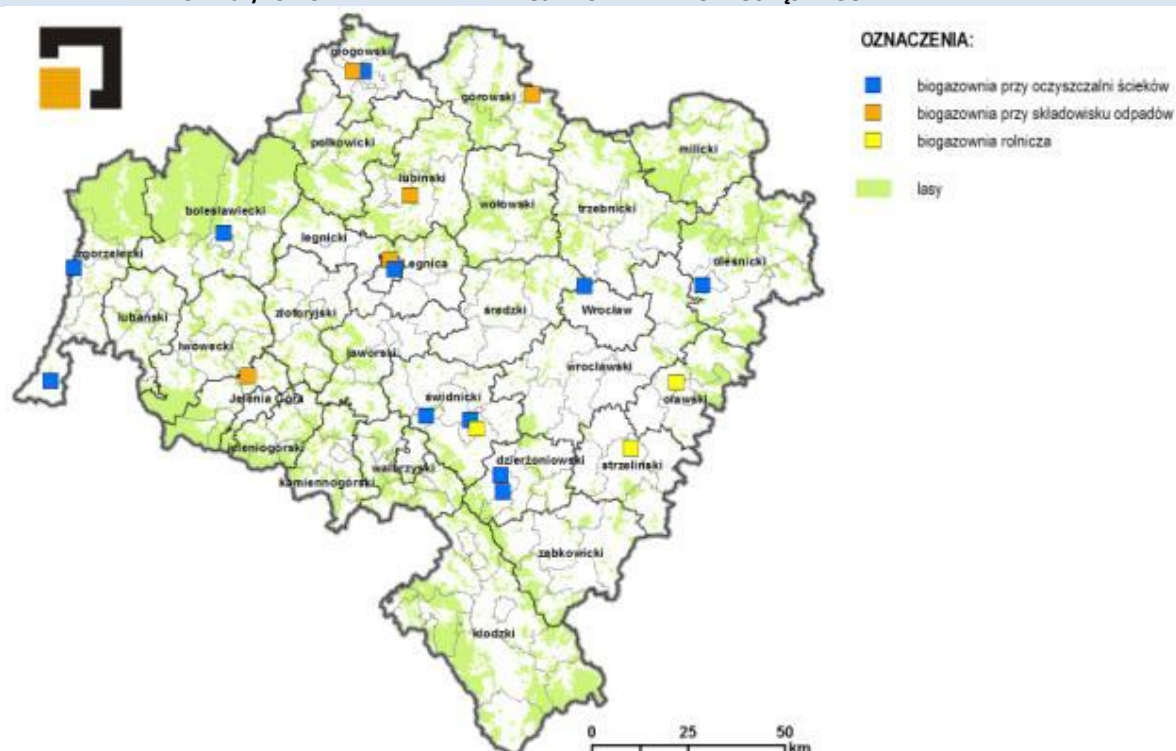 OZNACZENIA:
biogazownia przy oczyszczalni ścieków
biogazownia przy składowisku odpadów
biogazownia rolnicza
lasy
głogowski
górowski
polkowicki
milicki
lubiński
wołowski
trzebnicki
bolesławiecki
legnicki
zgorzelecki
Legnica
oleśnicki
lubański
złotoryjski
średzki
Wrocław
lwowecki
jaworski
wrocławski
Jelenia Góra
świdnicki
oławski
jeleniogórski
wałbrzyski
dzierżoniowski
strzeliński
kamiennogórski
ząbkowicki
kłodzki
0 25 50
km